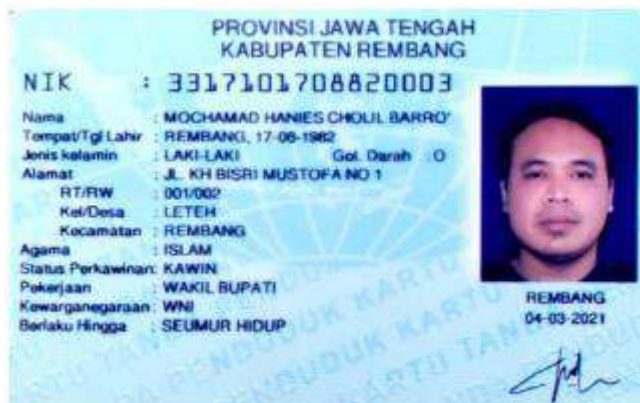 PROVINSI JAWA TENGAH
KABUPATEN REMBANG
NIK : 3317101708820003
Nama : MOCHAMAD HANIES CHOLIL BARRO'
Tempat/Tgl Lahir : REMBANG, 17-08-1982
Jenis kelamin : LAKI-LAKI Gol. Darah : O
Alamat : JL. KH BISRI MUSTOFA NO 1
RT/RW : 001/002
Kel/Desa : LETEH
Kecamatan : REMBANG
Agama : ISLAM
Status Perkawinan: KAWIN
Pekerjaan : WAKIL BUPATI
Kewarganegaraan: WNI
Berlaku Hingga : SEUMUR HIDUP
REMBANG
04-03-2021